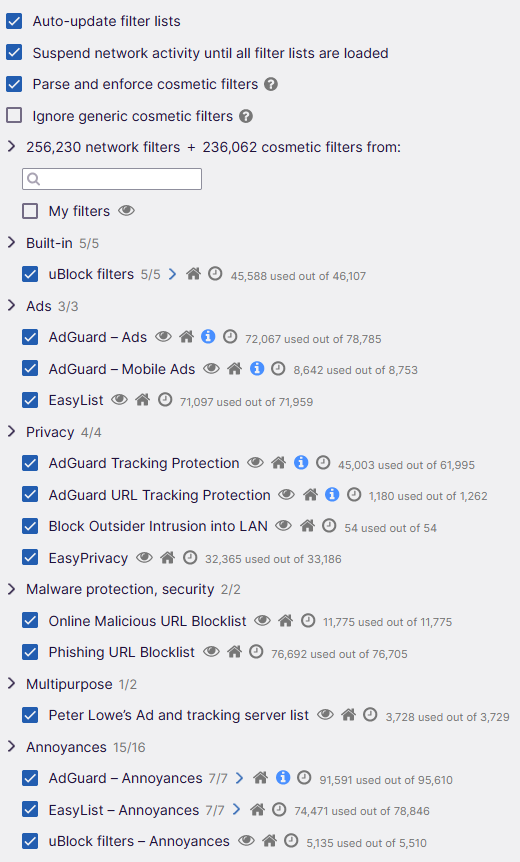 Auto-update filter lists
Suspend network activity until all filter lists are loaded
Parse and enforce cosmetic filters
Ignore generic cosmetic filters
256,230 network filters + 236,062 cosmetic filters from:
My filters
Built-in 5/5
uBlock filters 5/5 45,588 used out of 46,107
Ads 3/3
AdGuard – Ads 72,067 used out of 78,785
AdGuard – Mobile Ads 8,642 used out of 8,753
EasyList 71,097 used out of 71,959
Privacy 4/4
AdGuard Tracking Protection 45,003 used out of 61,995
AdGuard URL Tracking Protection 1,180 used out of 1,262
Block Outsider Intrusion into LAN 54 used out of 54
EasyPrivacy 32,365 used out of 33,186
Malware protection, security 2/2
Online Malicious URL Blocklist 11,775 used out of 11,775
Phishing URL Blocklist 76,692 used out of 76,705
Multipurpose 1/2
Peter Lowe’s Ad and tracking server list 3,728 used out of 3,729
Annoyances 15/16
AdGuard – Annoyances 7/7 91,591 used out of 95,610
EasyList – Annoyances 7/7 74,471 used out of 78,846
uBlock filters – Annoyances 5,135 used out of 5,510